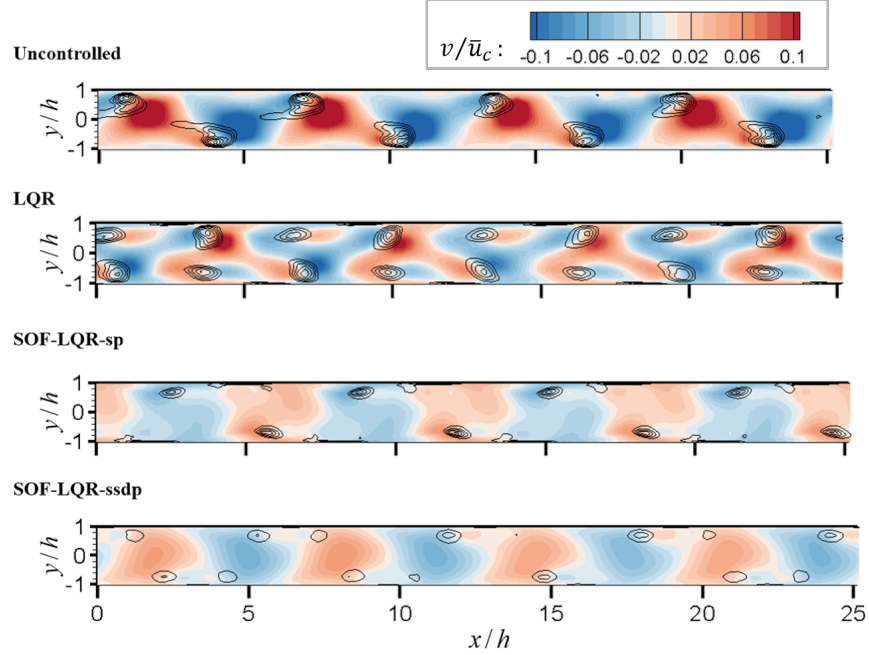 v/ūc :
-0.1 -0.06 -0.02 0.02 0.06 0.1
Uncontrolled
1
y/h
0
-1
LQR
1
y/h
0
-1
SOF-LQR-sp
1
y/h
0
-1
SOF-LQR-ssdp
1
y/h
0
-1
0 5 10 15 20 25
x/h